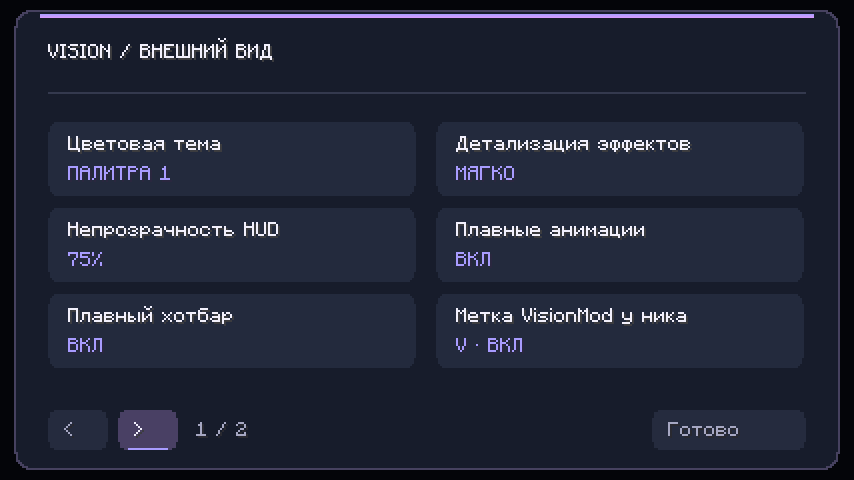 VISION / ВНЕШНИЙ ВИД
Цветовая тема
ПАЛИТРА 1
Детализация эффектов
МЯГКО
Непрозрачность HUD
75%
Плавные анимации
ВКЛ
Плавный хотбар
ВКЛ
Метка VisionMod у ника
V · ВКЛ
< > 1 / 2
Готово